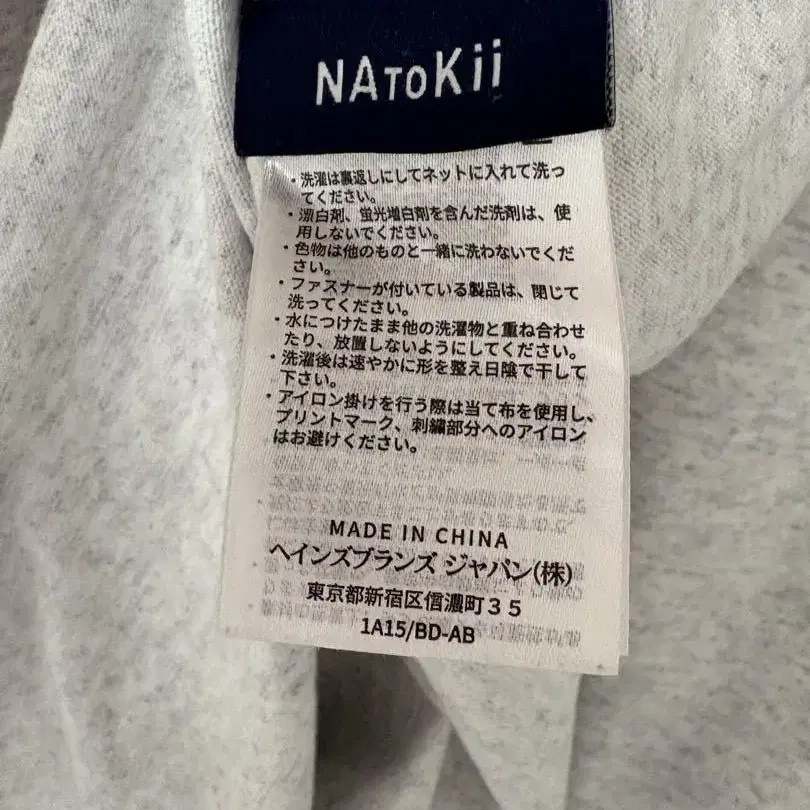 NATOKii
・洗濯は裏返しにしてネットに入れて洗っ
てください。
・漂白剤、蛍光増白剤を含んだ洗剤は、使
用しないでください。
・色物は他のものと一緒に洗わないでくだ
さい。
・ファスナーが付いている製品は、閉じて
洗ってください。
・水につけたまま他の洗濯物と重ね合わせ
たり、放置しないようにしてください。
・洗濯後は速やかに形を整え日陰で干して
下さい。
・アイロン掛けを行う際は当て布を使用し、
プリントマーク、刺繍部分へのアイロン
はお避けください。
MADE IN CHINA
ヘインズブランズ ジャパン(株)
東京都新宿区信濃町35
1A15/BD-AB